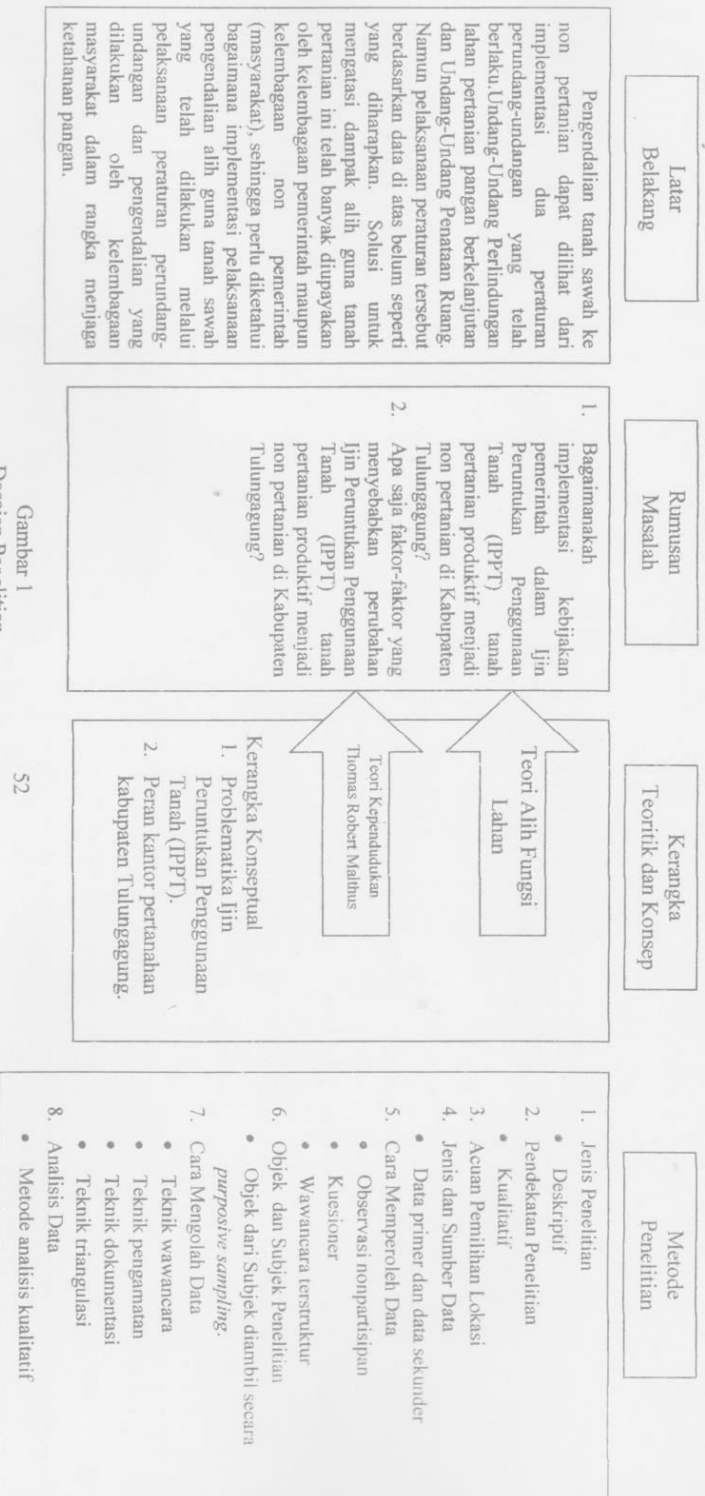 Latar
Belakang
Pengendalian tanah sawah ke
non pertanian dapat dilihat dari
implementasi dua peraturan
perundang-undangan yang telah
berlaku.Undang-Undang Perlindungan
lahan pertanian pangan berkelanjutan
dan Undang-Undang Penataan Ruang.
Namun pelaksanaan peraturan tersebut
berdasarkan data di atas belum seperti
yang diharapkan. Solusi untuk
mengatasi dampak alih guna tanah
pertanian ini telah banyak diupayakan
oleh kelembagaan pemerintah maupun
kelembagaan non pemerintah
(masyarakat), sehingga perlu diketahui
bagaimana implementasi pelaksanaan
pengendalian alih guna tanah sawah
yang telah dilakukan melalui
pelaksanaan peraturan perundang-
undangan dan pengendalian yang
dilakukan oleh kelembagaan
masyarakat dalam rangka menjaga
ketahanan pangan.
Rumusan
Masalah
1. Bagaimanakah
implementasi kebijakan
pemerintah dalam Ijin
Peruntukan Penggunaan
Tanah (IPPT) tanah
pertanian produktif menjadi
non pertanian di Kabupaten
Tulungagung?
2. Apa saja faktor-faktor yang
menyebabkan perubahan
Ijin Peruntukan Penggunaan
Tanah (IPPT) tanah
pertanian produktif menjadi
non pertanian di Kabupaten
Tulungagung?
Kerangka
Teoritik dan Konsep
Teori Alih Fungsi
Lahan
Teori Kependudukan
Thomas Robert Malthus
Kerangka Konseptual
1. Problematika Ijin
Peruntukan Penggunaan
Tanah (IPPT).
2. Peran kantor pertanahan
kabupaten Tulungagung.
Metode
Penelitian
1. Jenis Penelitian
• Deskriptif
2. Pendekatan Penelitian
• Kualitatif
3. Acuan Pemilihan Lokasi
4. Jenis dan Sumber Data
• Data primer dan data sekunder
5. Cara Memperoleh Data
• Observasi nonpartisipan
• Kuesioner
• Wawancara terstruktur
6. Objek dan Subjek Penelitian
• Objek dari Subjek diambil secara
purposive sampling.
7. Cara Mengolah Data
• Teknik wawancara
• Teknik pengamatan
• Teknik dokumentasi
• Teknik triangulasi
8. Analisis Data
• Metode analisis kualitatif
Gambar 1
Penelitian
52